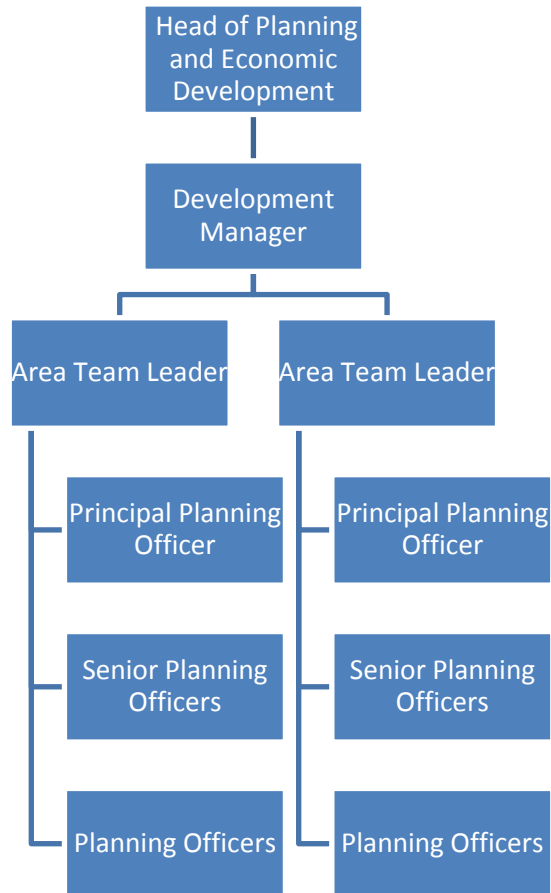 Head of Planning
and Economic
Development
Development
Manager
Area Team Leader
Area Team Leader
Principal Planning
Officer
Principal Planning
Officer
Senior Planning
Officers
Senior Planning
Officers
Planning Officers
Planning Officers